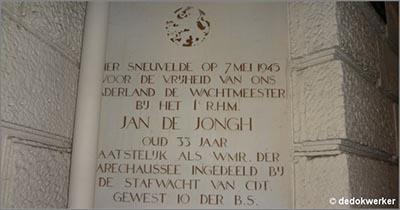 IER SNEUVELDE OP 7 MEI 1945
VOOR DE VRIJHEID VAN ONS
ADERLAND DE WACHTMEESTER
BIJ HET 1e R.H.M.
JAN DE JONGH
OUD 33 JAAR
AATSTELIJK ALS WMR. DER
ARECHAUSSEE INGEDEELD BIJ
DE STAFWACHT VAN CDT.
GEWEST 10 DER B.S.
© dedokwerker